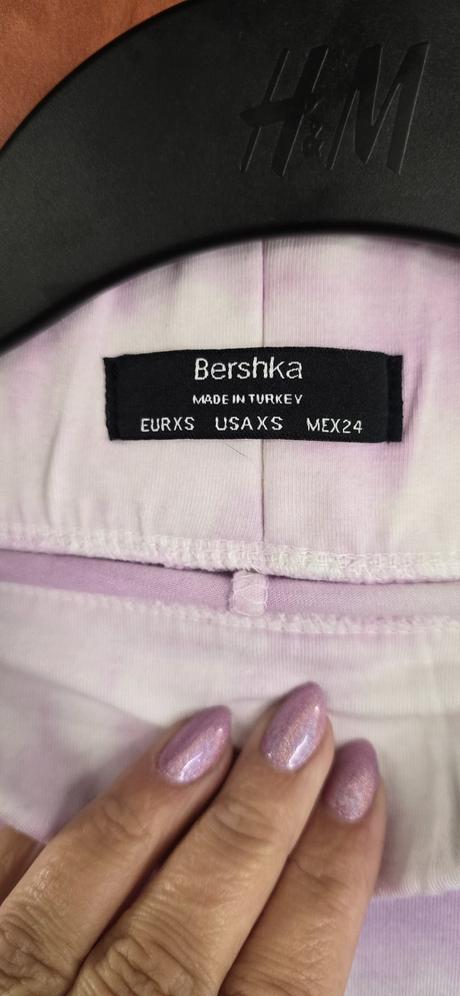 H&M
Bershka
MADE IN TURKEY
EURXS USAXS MEX24